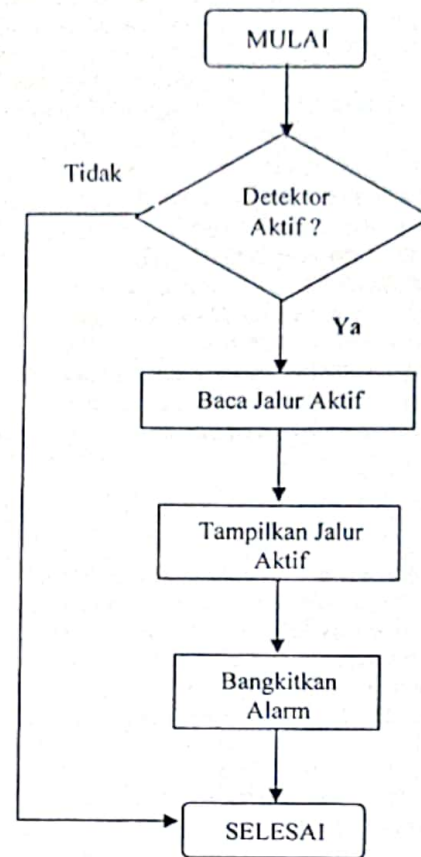 MULAI
Tidak
Detektor
Aktif ?
Ya
Baca Jalur Aktif
Tampilkan Jalur
Aktif
Bangkitkan
Alarm
SELESAI